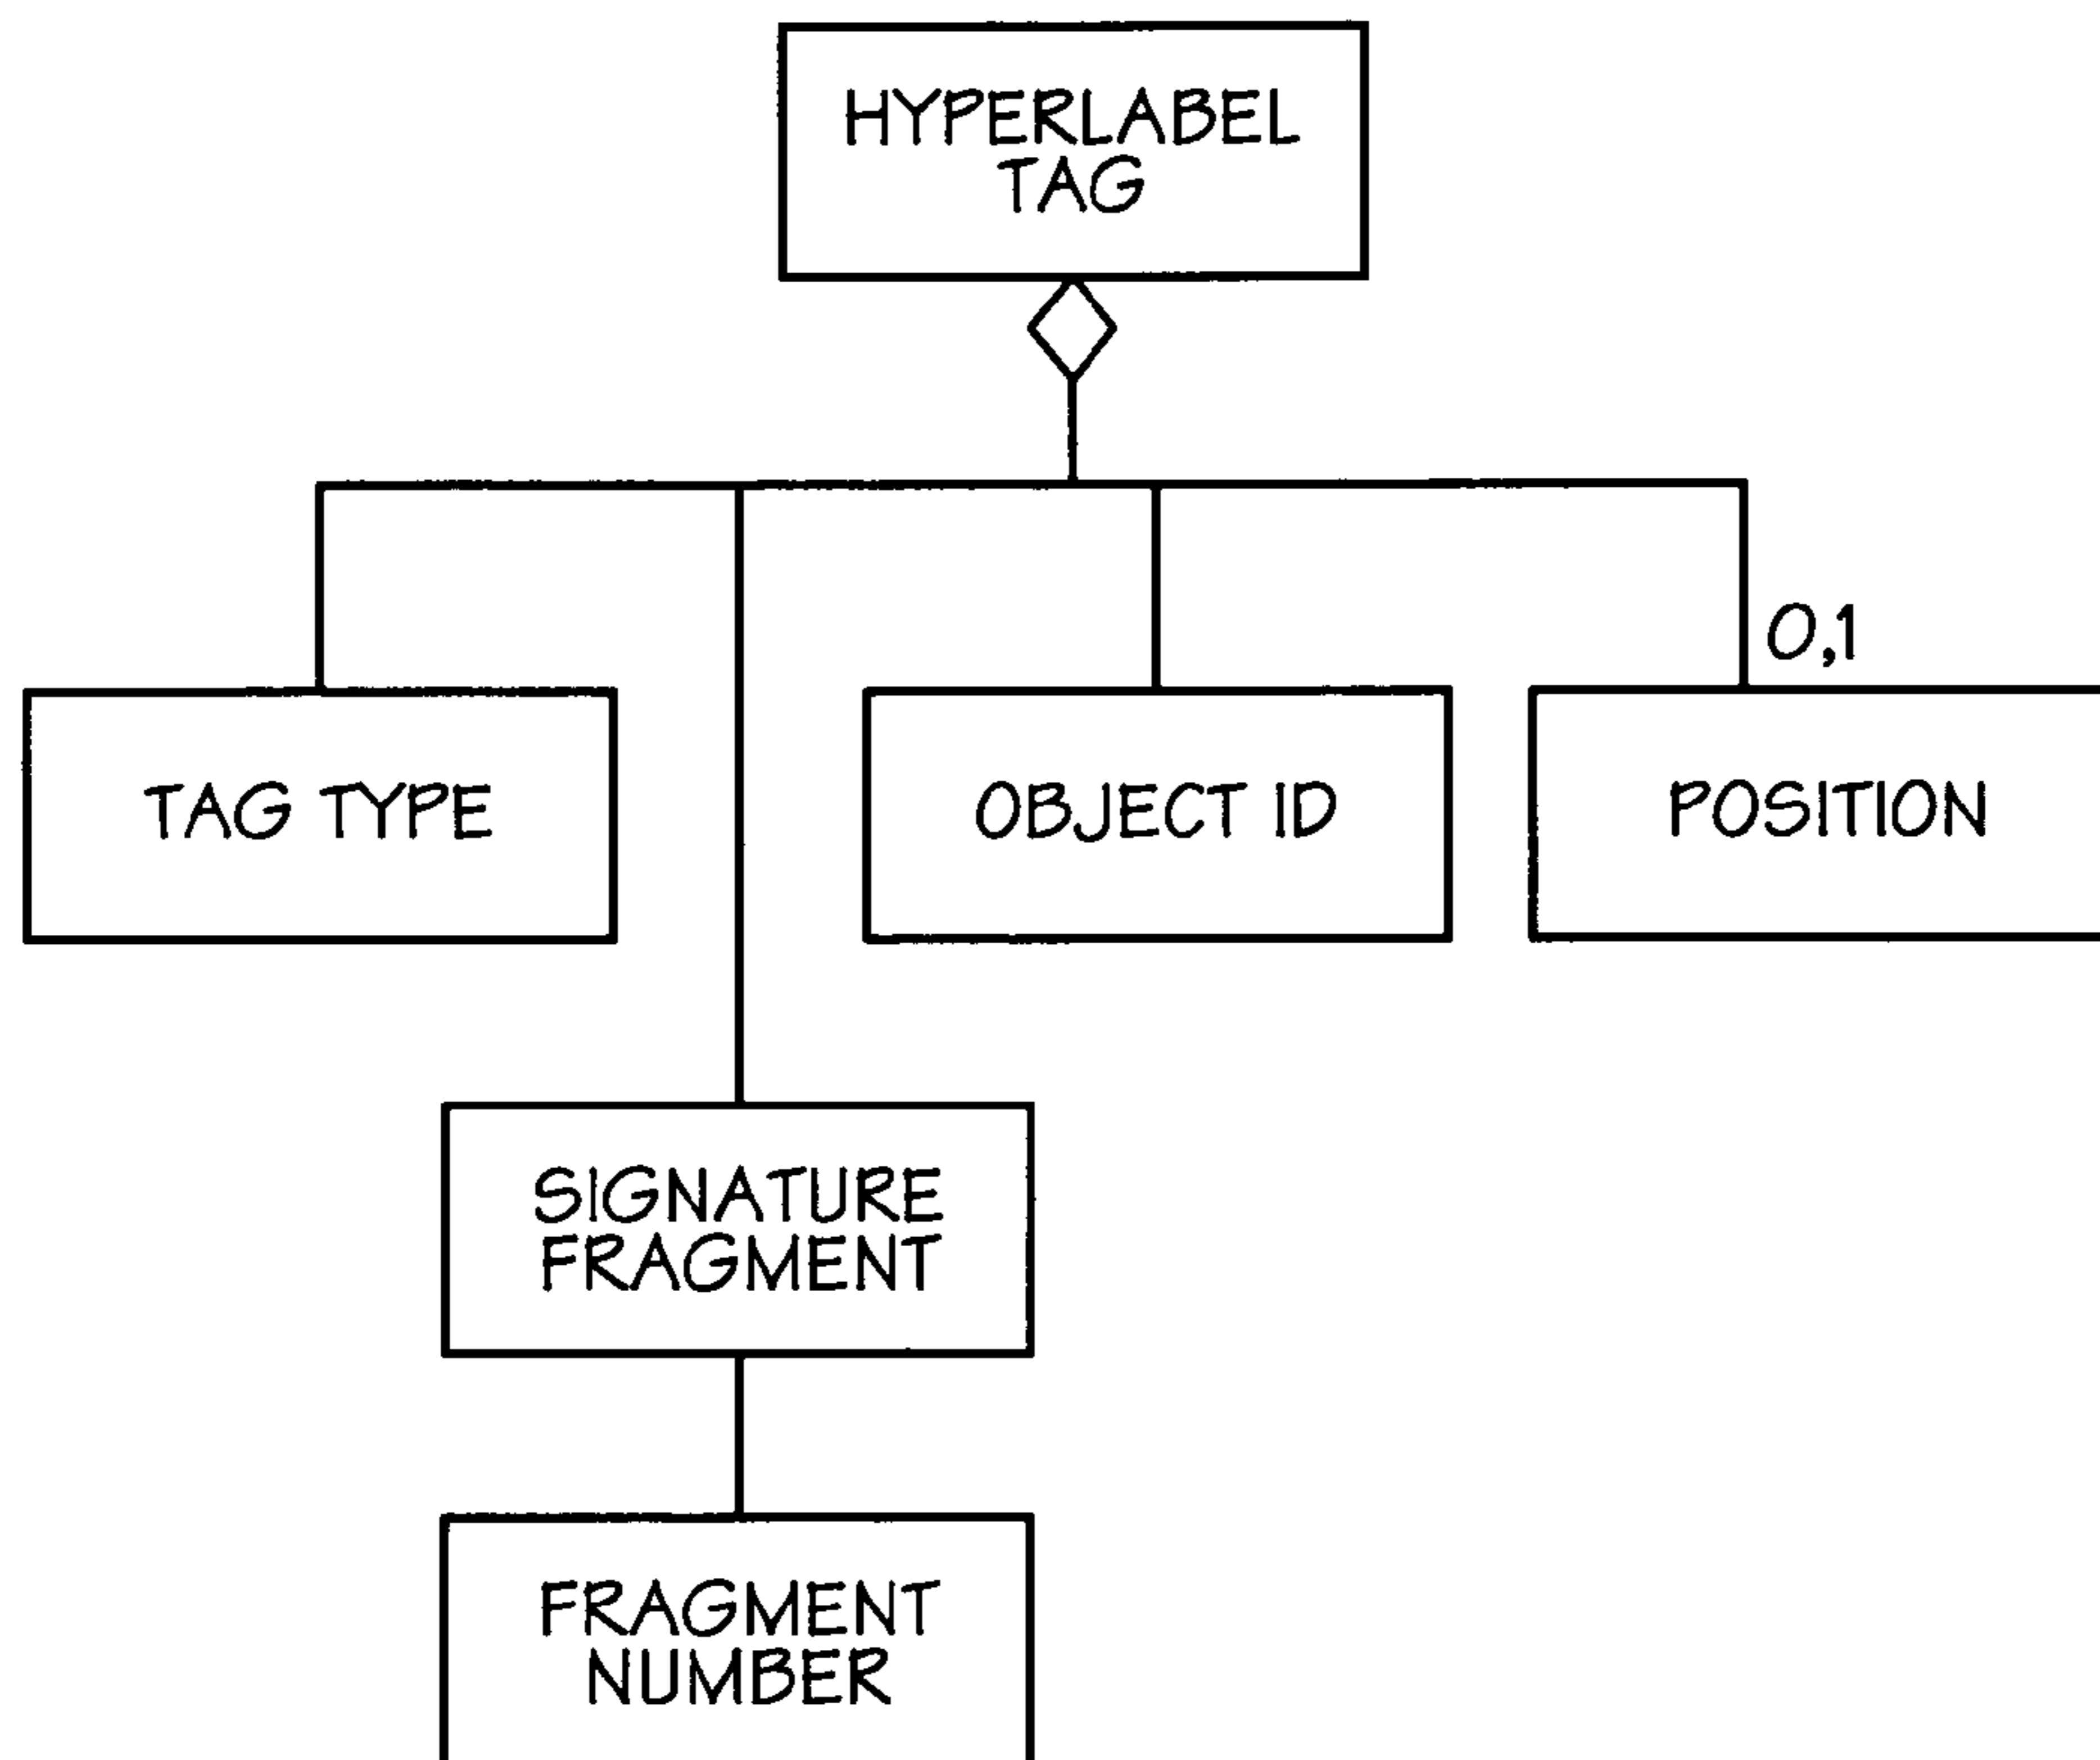 HYPERLABEL
TAG
0,1
TAG TYPE
OBJECT ID
POSITION
SIGNATURE
FRAGMENT
FRAGMENT
NUMBER